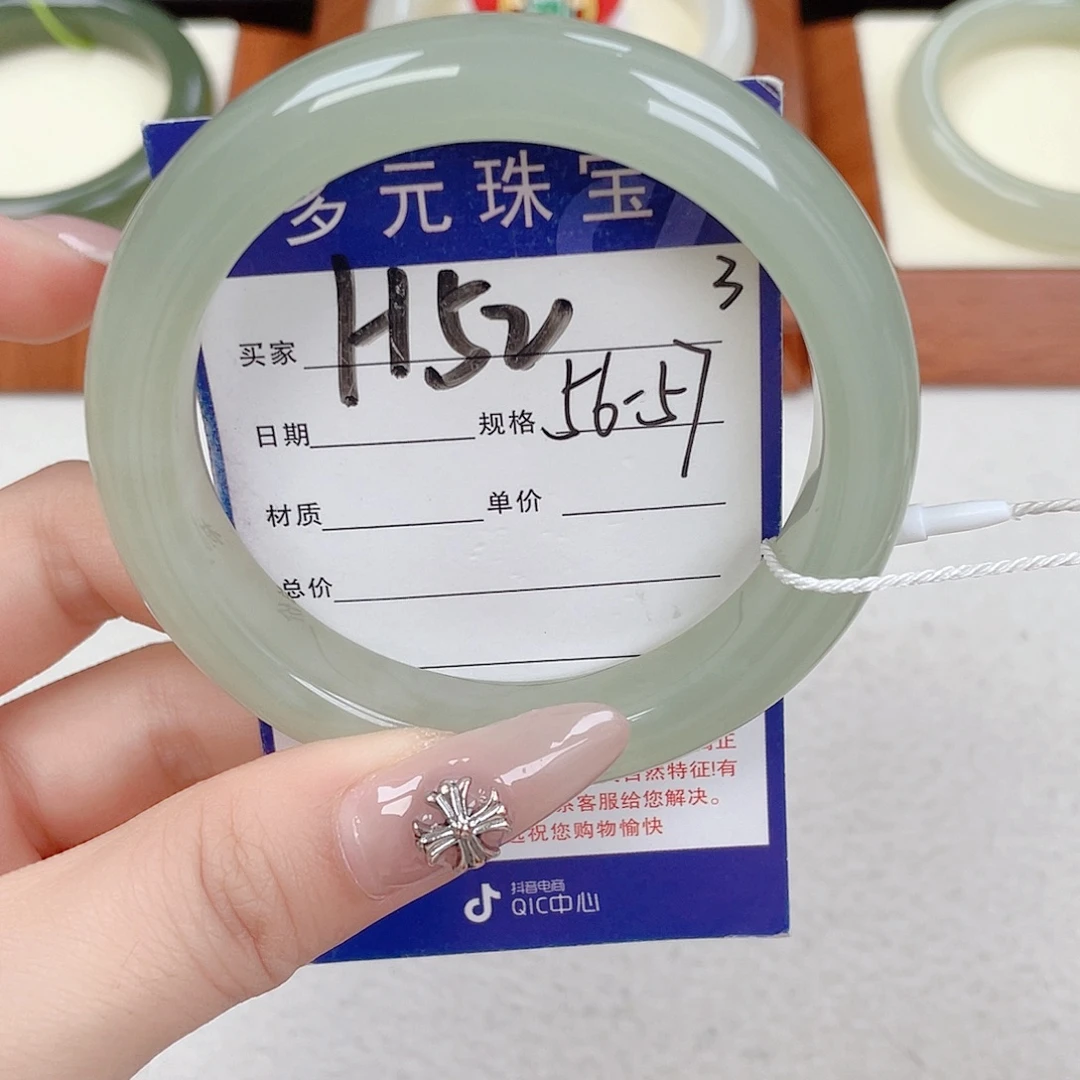 多元珠宝
3
买家 H52
日期 规格 56-57
材质 单价
总价
自然特征!有
客服给您解决。
祝您购物愉快
抖音电商
QIC中心